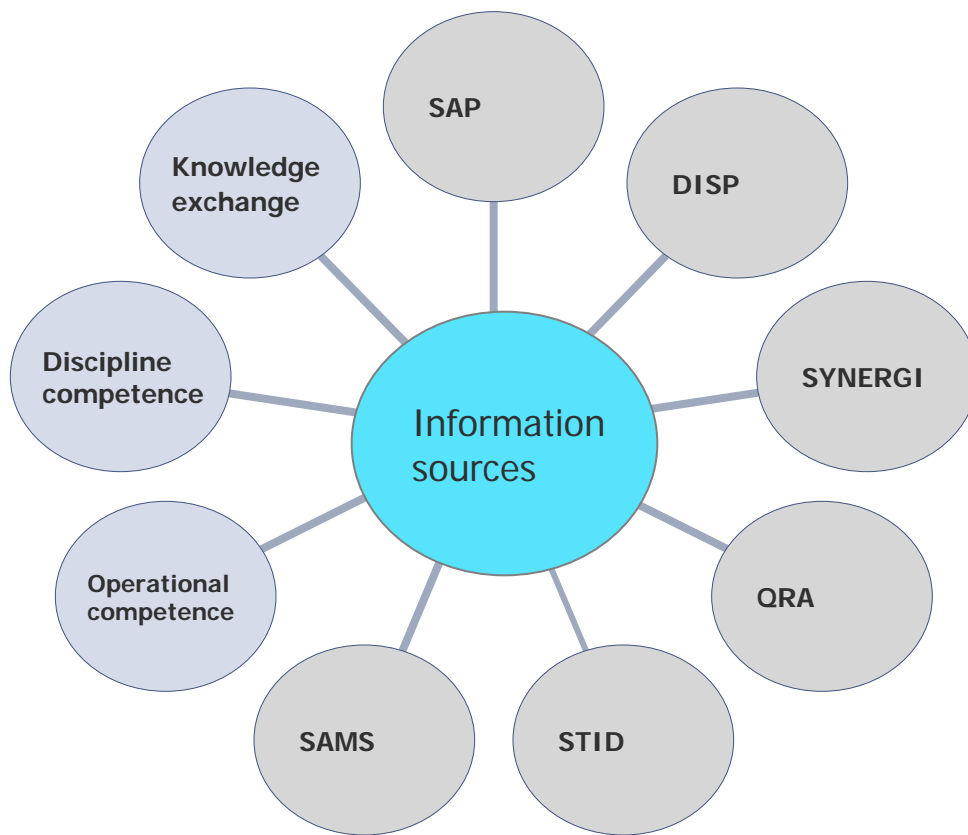 SAP
Knowledge
exchange
DISP
Discipline
competence
SYNERGI
Information
sources
Operational
competence
QRA
SAMS
STID